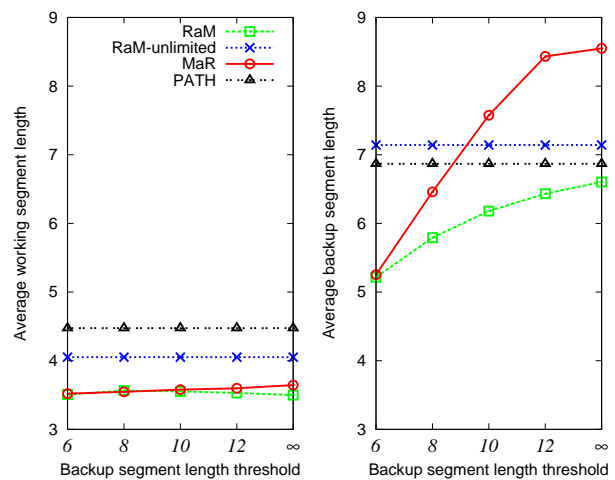 RaM
RaM-unlimited
MaR
PATH
Average working segment length
9
8
7
6
5
4
3
6 8 10 12 ∞
Backup segment length threshold
Average backup segment length
9
8
7
6
5
4
3
6 8 10 12 ∞
Backup segment length threshold